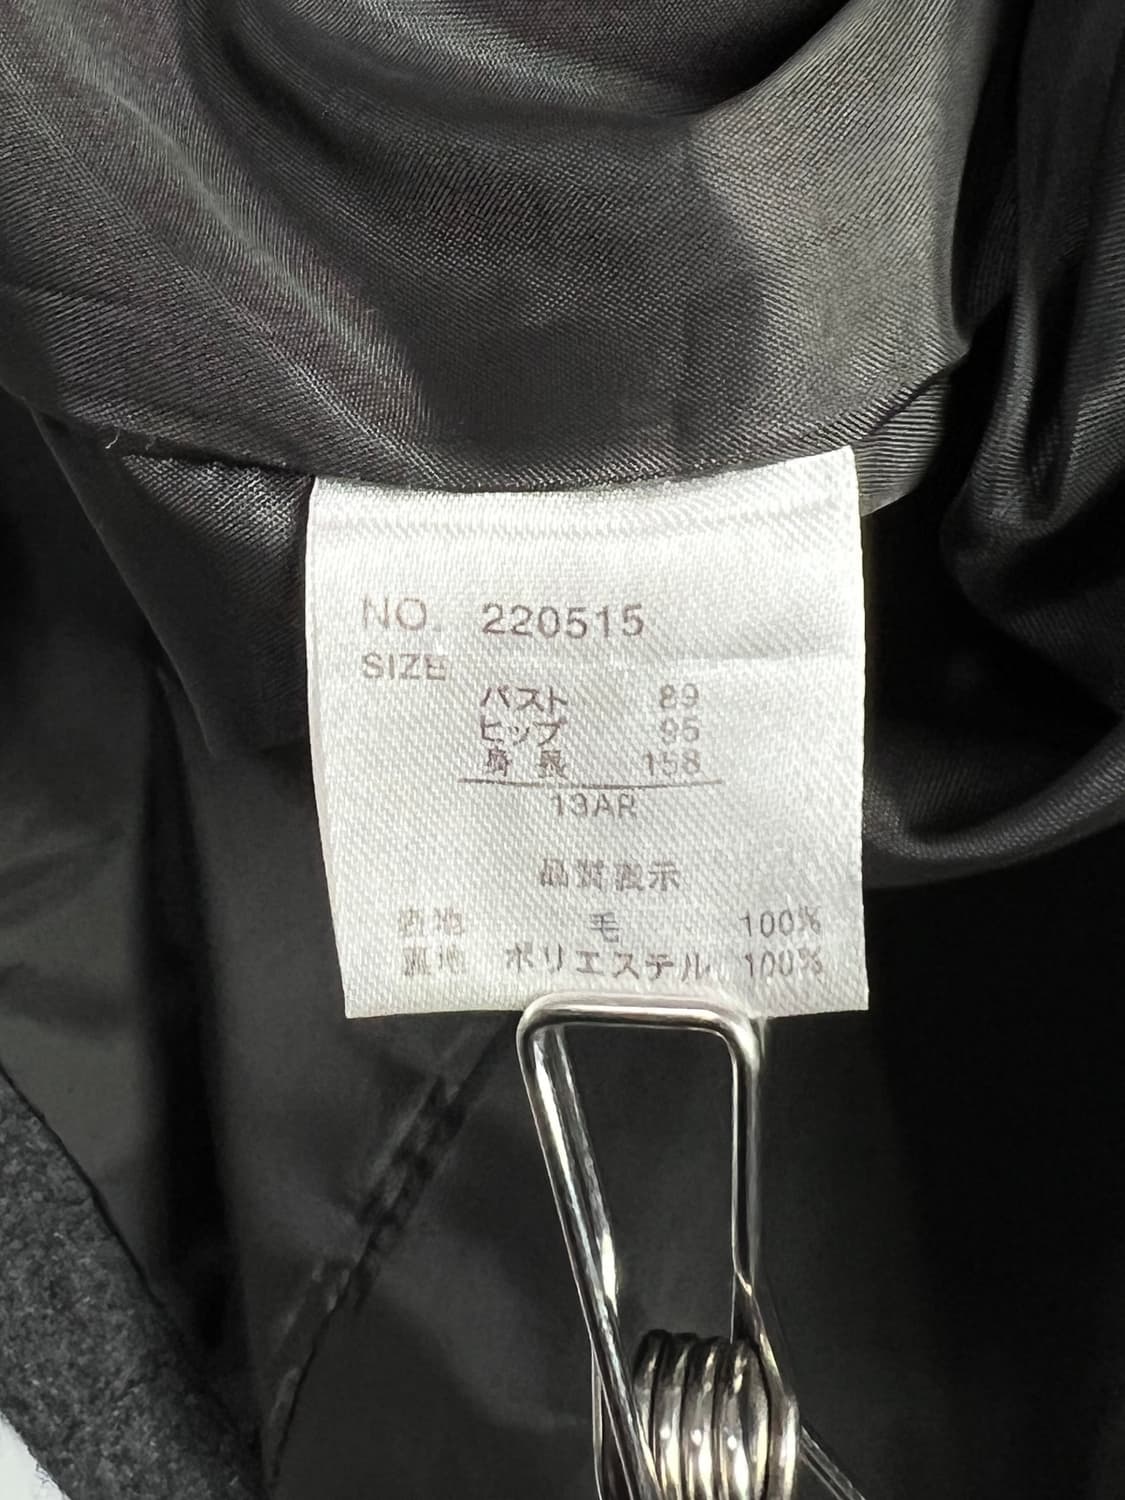 NO. 220515
SIZE
バスト 89
ヒップ 95
身長 158
13AR
品質表示
表地 毛 100%
裏地 ポリエステル 100%